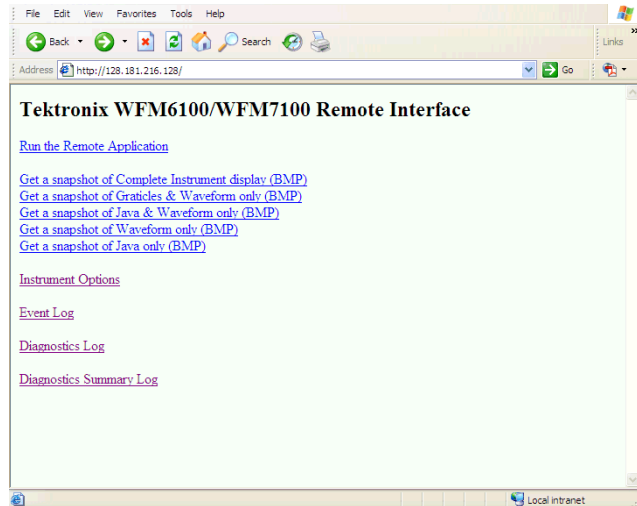 File Edit View Favorites Tools Help
Back Search Links »
Address http://128.181.216.128/ Go
Tektronix WFM6100/WFM7100 Remote Interface
Run the Remote Application
Get a snapshot of Complete Instrument display (BMP)
Get a snapshot of Graticles & Waveform only (BMP)
Get a snapshot of Java & Waveform only (BMP)
Get a snapshot of Waveform only (BMP)
Get a snapshot of Java only (BMP)
Instrument Options
Event Log
Diagnostics Log
Diagnostics Summary Log
Local intranet